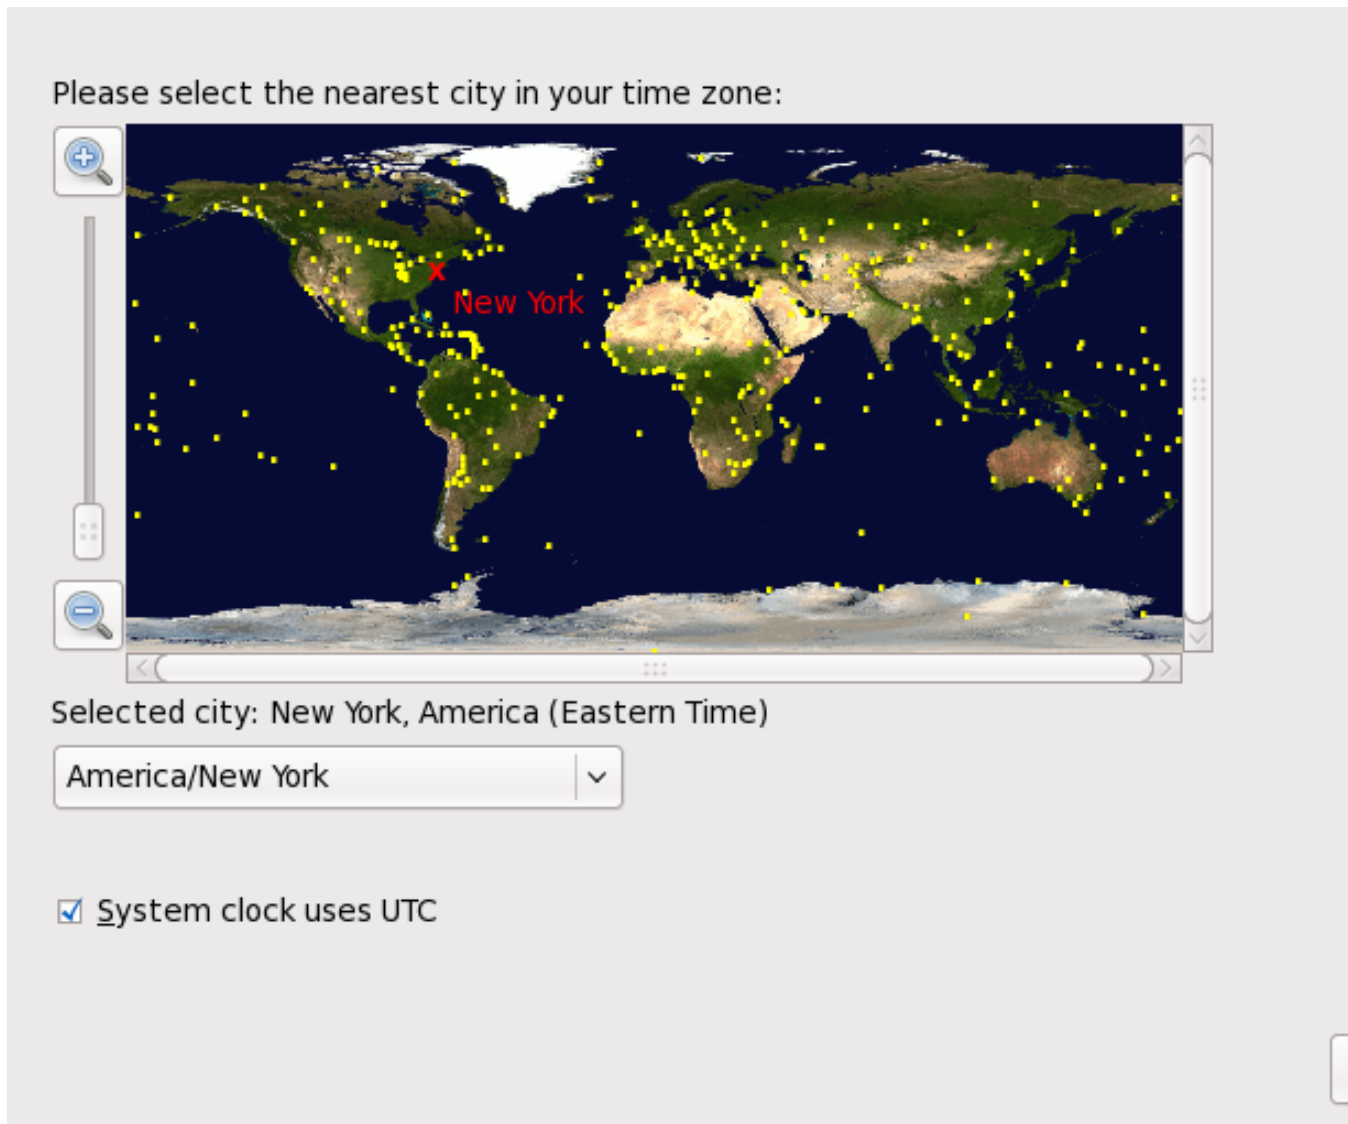 Please select the nearest city in your time zone:
New York
Selected city: New York, America (Eastern Time)
America/New York
System clock uses UTC